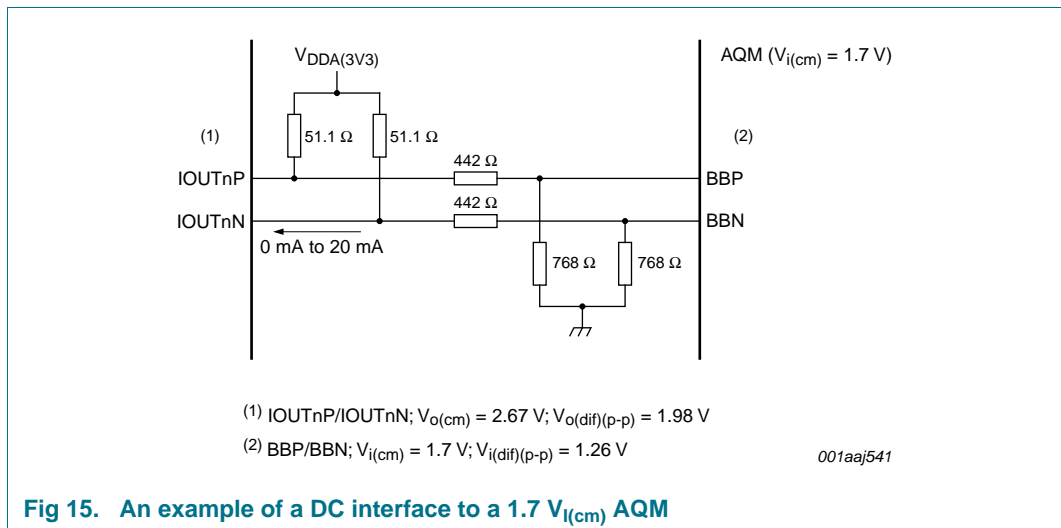 V_DDA(3V3)
AQM (V_i(cm) = 1.7 V)
(1)
51.1 Ω
51.1 Ω
(2)
442 Ω
IOUTnP
BBP
442 Ω
IOUTnN
BBN
0 mA to 20 mA
768 Ω
768 Ω
(1) IOUTnP/IOUTnN; V_o(cm) = 2.67 V; V_o(dif)(p-p) = 1.98 V
(2) BBP/BBN; V_i(cm) = 1.7 V; V_i(dif)(p-p) = 1.26 V
001aaj541
Fig 15. An example of a DC interface to a 1.7 V_I(cm) AQM